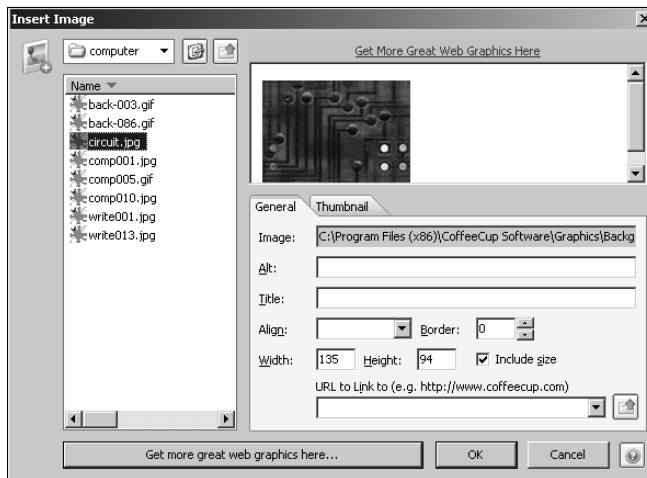 Insert Image
computer
Get More Great Web Graphics Here
Name
back-003.gif
back-086.gif
circuit.jpg
comp001.jpg
comp005.gif
comp010.jpg
write001.jpg
write013.jpg
General
Thumbnail
Image: C:\Program Files (x86)\CoffeeCup Software\Graphics\Backg
Alt:
Title:
Align: Border: 0
Width: 135 Height: 94 Include size
URL to Link to (e.g. http://www.coffeecup.com)
Get more great web graphics here...
OK
Cancel